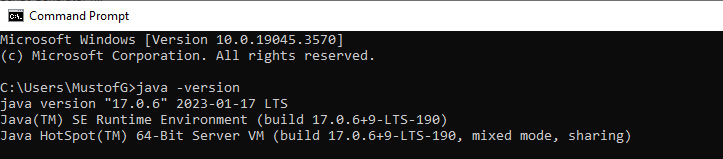 Command Prompt
Microsoft Windows [Version 10.0.19045.3570]
(c) Microsoft Corporation. All rights reserved.
C:\Users\MustofG>java -version
java version "17.0.6" 2023-01-17 LTS
Java(TM) SE Runtime Environment (build 17.0.6+9-LTS-190)
Java HotSpot(TM) 64-Bit Server VM (build 17.0.6+9-LTS-190, mixed mode, sharing)